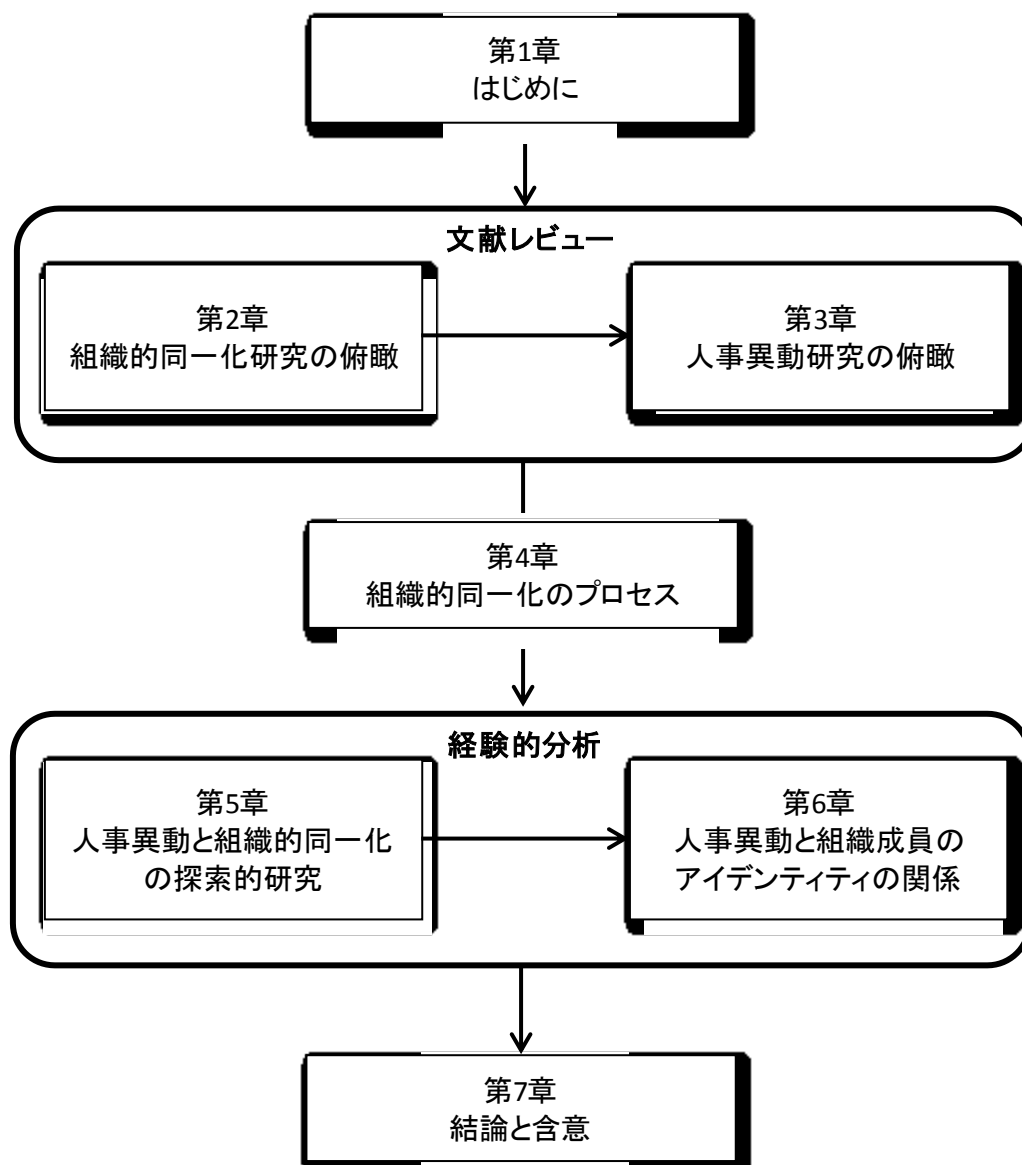 第1章
はじめに
文献レビュー
第2章
組織的同一化研究の俯瞰
第3章
人事異動研究の俯瞰
第4章
組織的同一化のプロセス
経験的分析
第5章
人事異動と組織的同一化
の探索的研究
第6章
人事異動と組織成員の
アイデンティティの関係
第7章
結論と含意